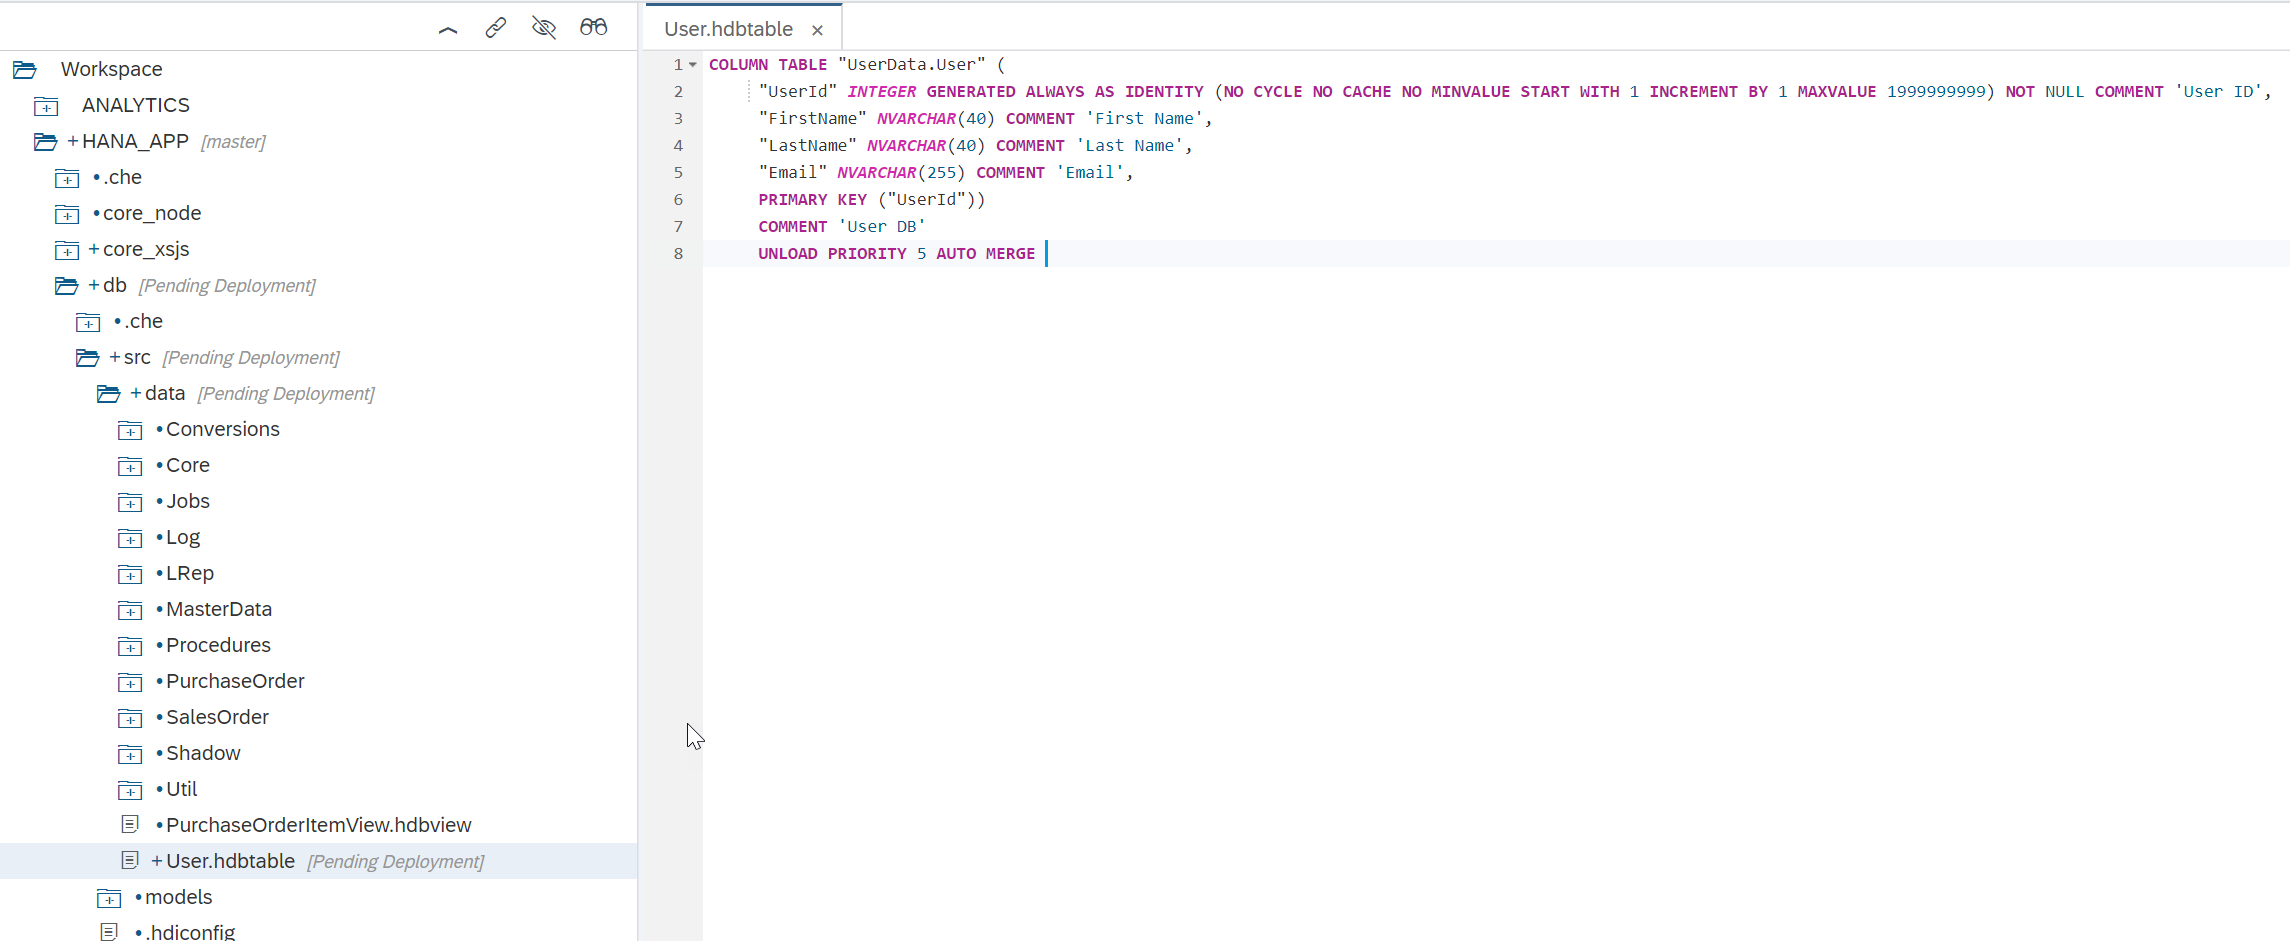 Workspace
ANALYTICS
+HANA_APP [master]
•.che
•core_node
+core_xsjs
+db [Pending Deployment]
•.che
+src [Pending Deployment]
+data [Pending Deployment]
•Conversions
•Core
•Jobs
•Log
•LRep
•MasterData
•Procedures
•PurchaseOrder
•SalesOrder
•Shadow
•Util
•PurchaseOrderItemView.hdbview
+User.hdbtable [Pending Deployment]
•models
•.hdiconfig
User.hdbtable ×
1 COLUMN TABLE "UserData.User" (
2 "UserId" INTEGER GENERATED ALWAYS AS IDENTITY (NO CYCLE NO CACHE NO MINVALUE START WITH 1 INCREMENT BY 1 MAXVALUE 1999999999) NOT NULL COMMENT 'User ID',
3 "FirstName" NVARCHAR(40) COMMENT 'First Name',
4 "LastName" NVARCHAR(40) COMMENT 'Last Name',
5 "Email" NVARCHAR(255) COMMENT 'Email',
6 PRIMARY KEY ("UserId"))
7 COMMENT 'User DB'
8 UNLOAD PRIORITY 5 AUTO MERGE